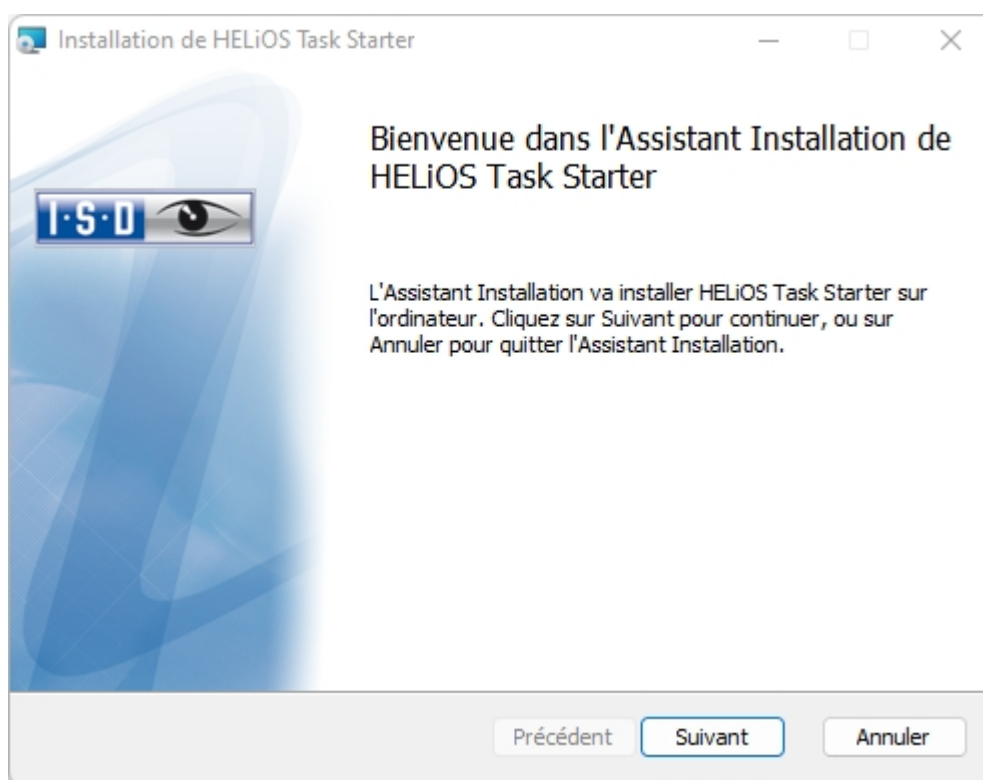 Installation de HELiOS Task Starter
Bienvenue dans l'Assistant Installation de
HELiOS Task Starter
I·S·D
L'Assistant Installation va installer HELiOS Task Starter sur
l'ordinateur. Cliquez sur Suivant pour continuer, ou sur
Annuler pour quitter l'Assistant Installation.
Précédent Suivant Annuler